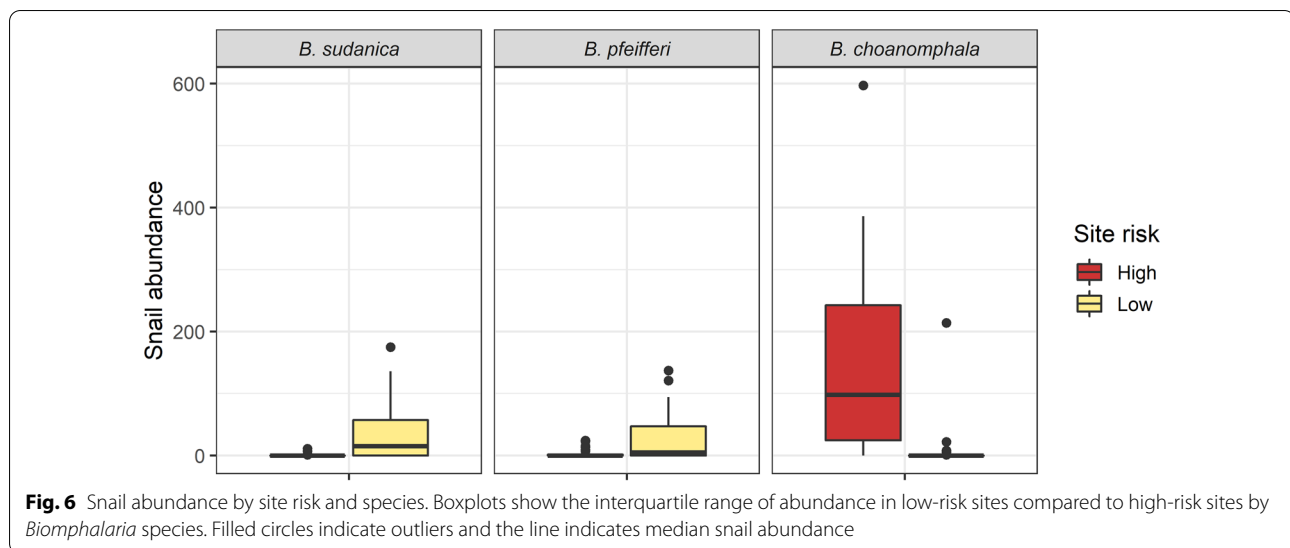 B. sudanica
B. pfeifferi
B. choanomphala
600
400
200
0
Snail abundance
Site risk
High
Low
Fig. 6 Snail abundance by site risk and species. Boxplots show the interquartile range of abundance in low-risk sites compared to high-risk sites by
Biomphalaria species. Filled circles indicate outliers and the line indicates median snail abundance